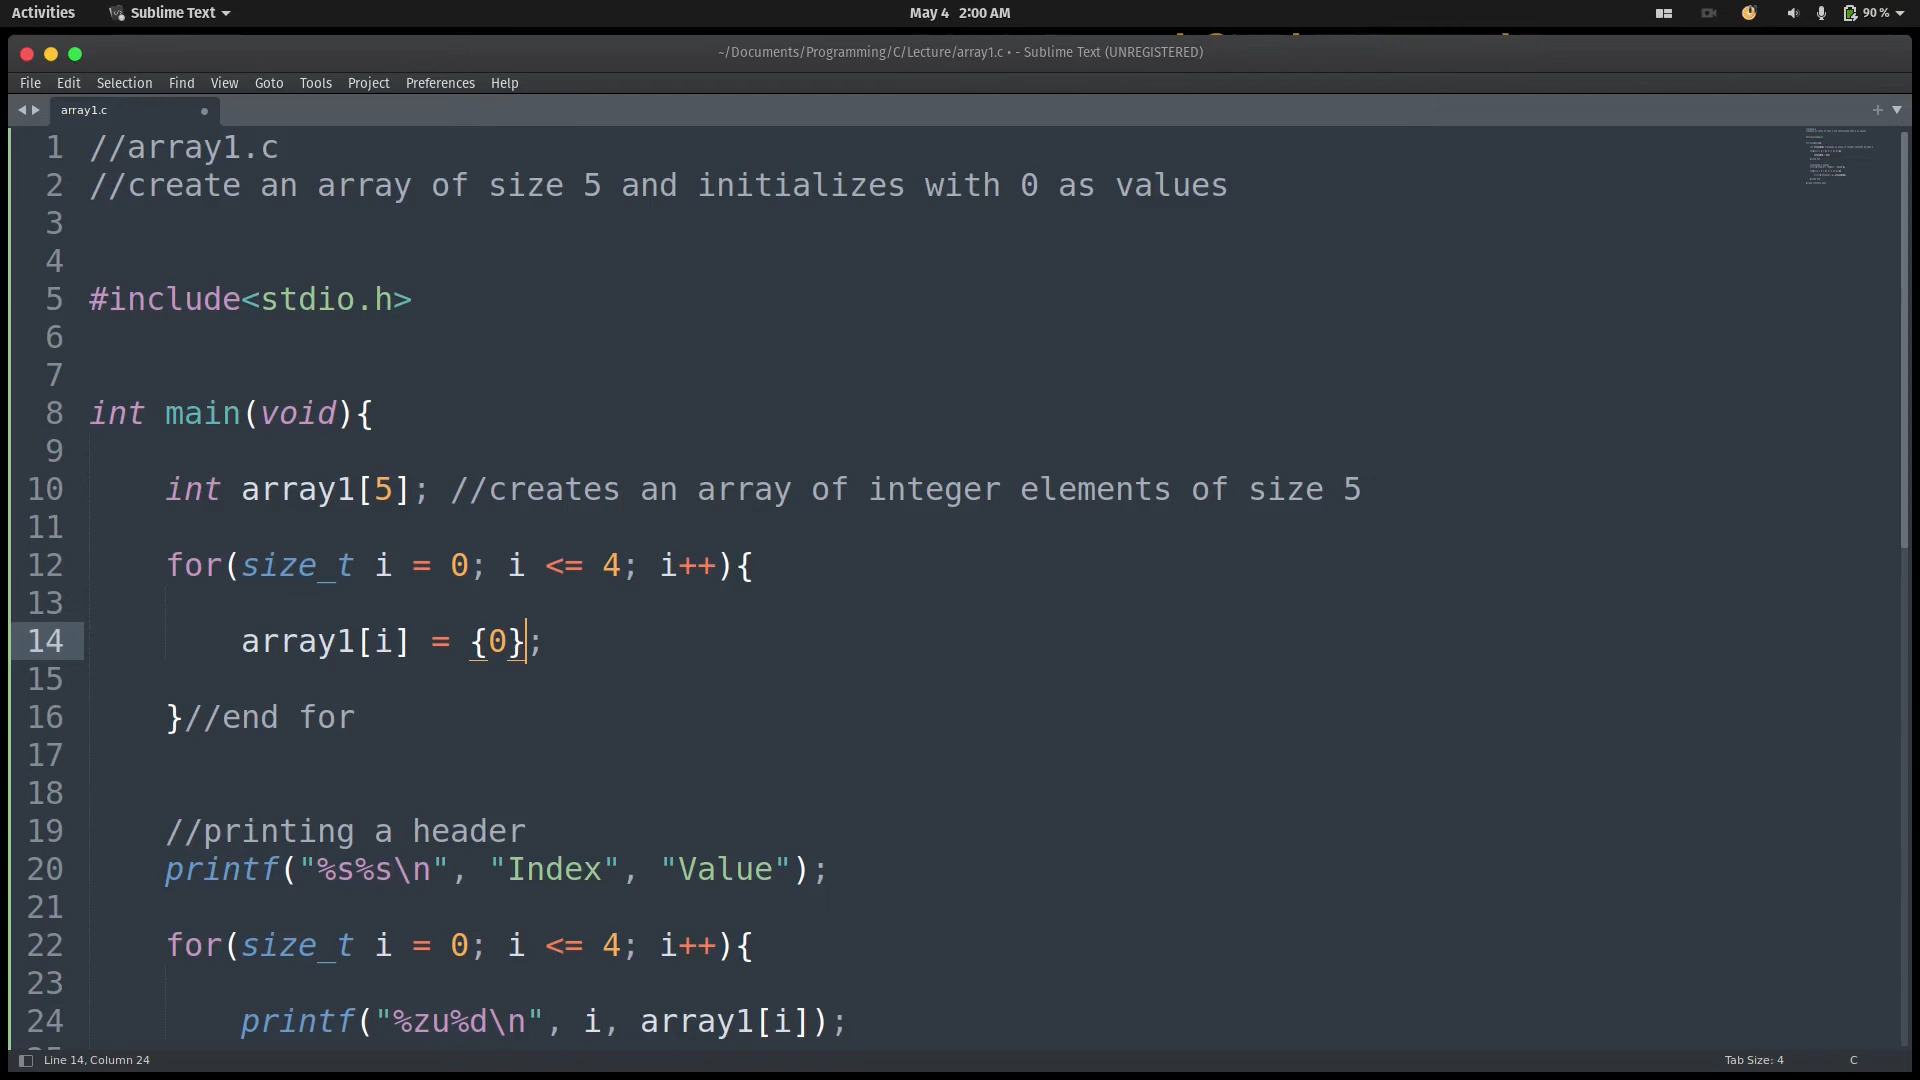 Activities Sublime Text May 4 2:00 AM 90 %
~/Documents/Programming/C/Lecture/array1.c • - Sublime Text (UNREGISTERED)
File Edit Selection Find View Goto Tools Project Preferences Help
array1.c
1 //array1.c
2 //create an array of size 5 and initializes with 0 as values
3
4
5 #include<stdio.h>
6
7
8 int main(void){
9
10 int array1[5]; //creates an array of integer elements of size 5
11
12 for(size_t i = 0; i <= 4; i++){
13
14 array1[i] = {0};
15
16 }//end for
17
18
19 //printing a header
20 printf("%s%s\n", "Index", "Value");
21
22 for(size_t i = 0; i <= 4; i++){
23
24 printf("%zu%d\n", i, array1[i]);
Line 14, Column 24 Tab Size: 4 C